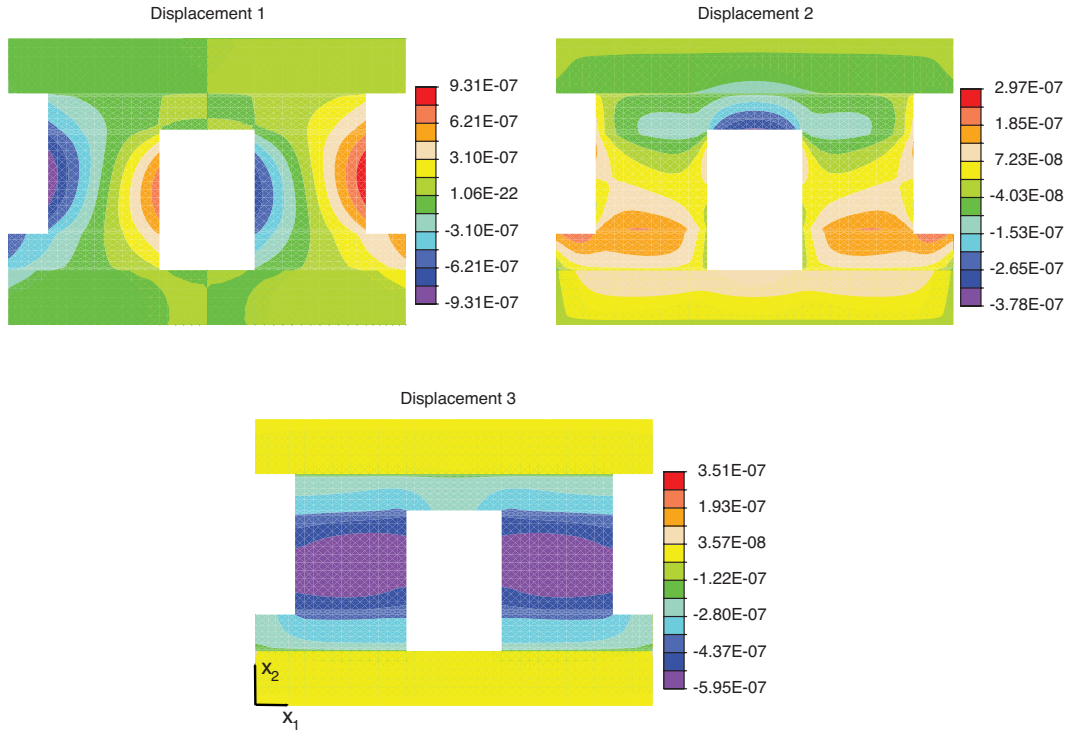 Displacement 1
9.31E-07
6.21E-07
3.10E-07
1.06E-22
-3.10E-07
-6.21E-07
-9.31E-07
Displacement 2
2.97E-07
1.85E-07
7.23E-08
-4.03E-08
-1.53E-07
-2.65E-07
-3.78E-07
Displacement 3
3.51E-07
1.93E-07
3.57E-08
-1.22E-07
-2.80E-07
-4.37E-07
-5.95E-07
X2
X1